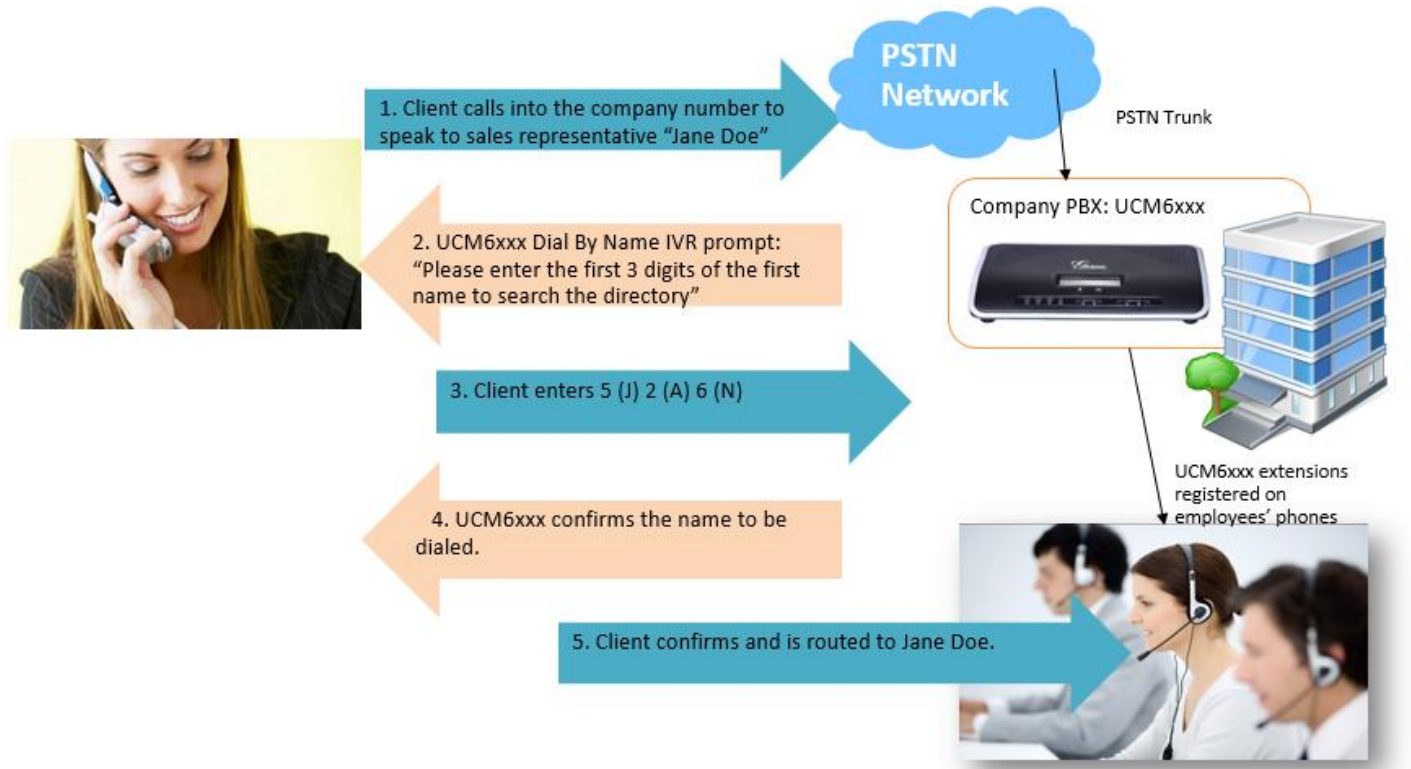 PSTN
Network
1. Client calls into the company number to
speak to sales representative “Jane Doe”
PSTN Trunk
Company PBX: UCM6xxx
2. UCM6xxx Dial By Name IVR prompt:
“Please enter the first 3 digits of the first
name to search the directory”
3. Client enters 5 (J) 2 (A) 6 (N)
UCM6xxx extensions
registered on
employees’ phones
4. UCM6xxx confirms the name to be
dialed.
5. Client confirms and is routed to Jane Doe.